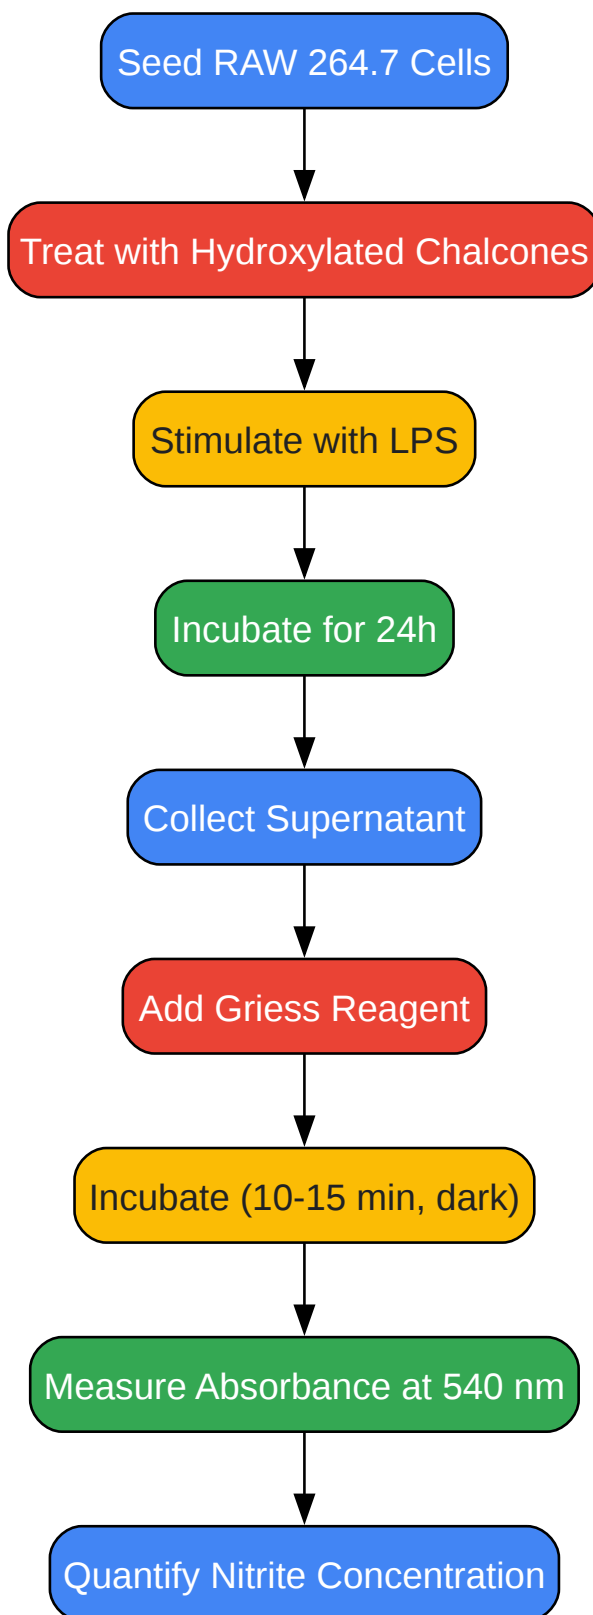 Seed RAW 264.7 Cells
Treat with Hydroxylated Chalcones
Stimulate with LPS
Incubate for 24h
Collect Supernatant
Add Griess Reagent
Incubate (10-15 min, dark)
Measure Absorbance at 540 nm
Quantify Nitrite Concentration